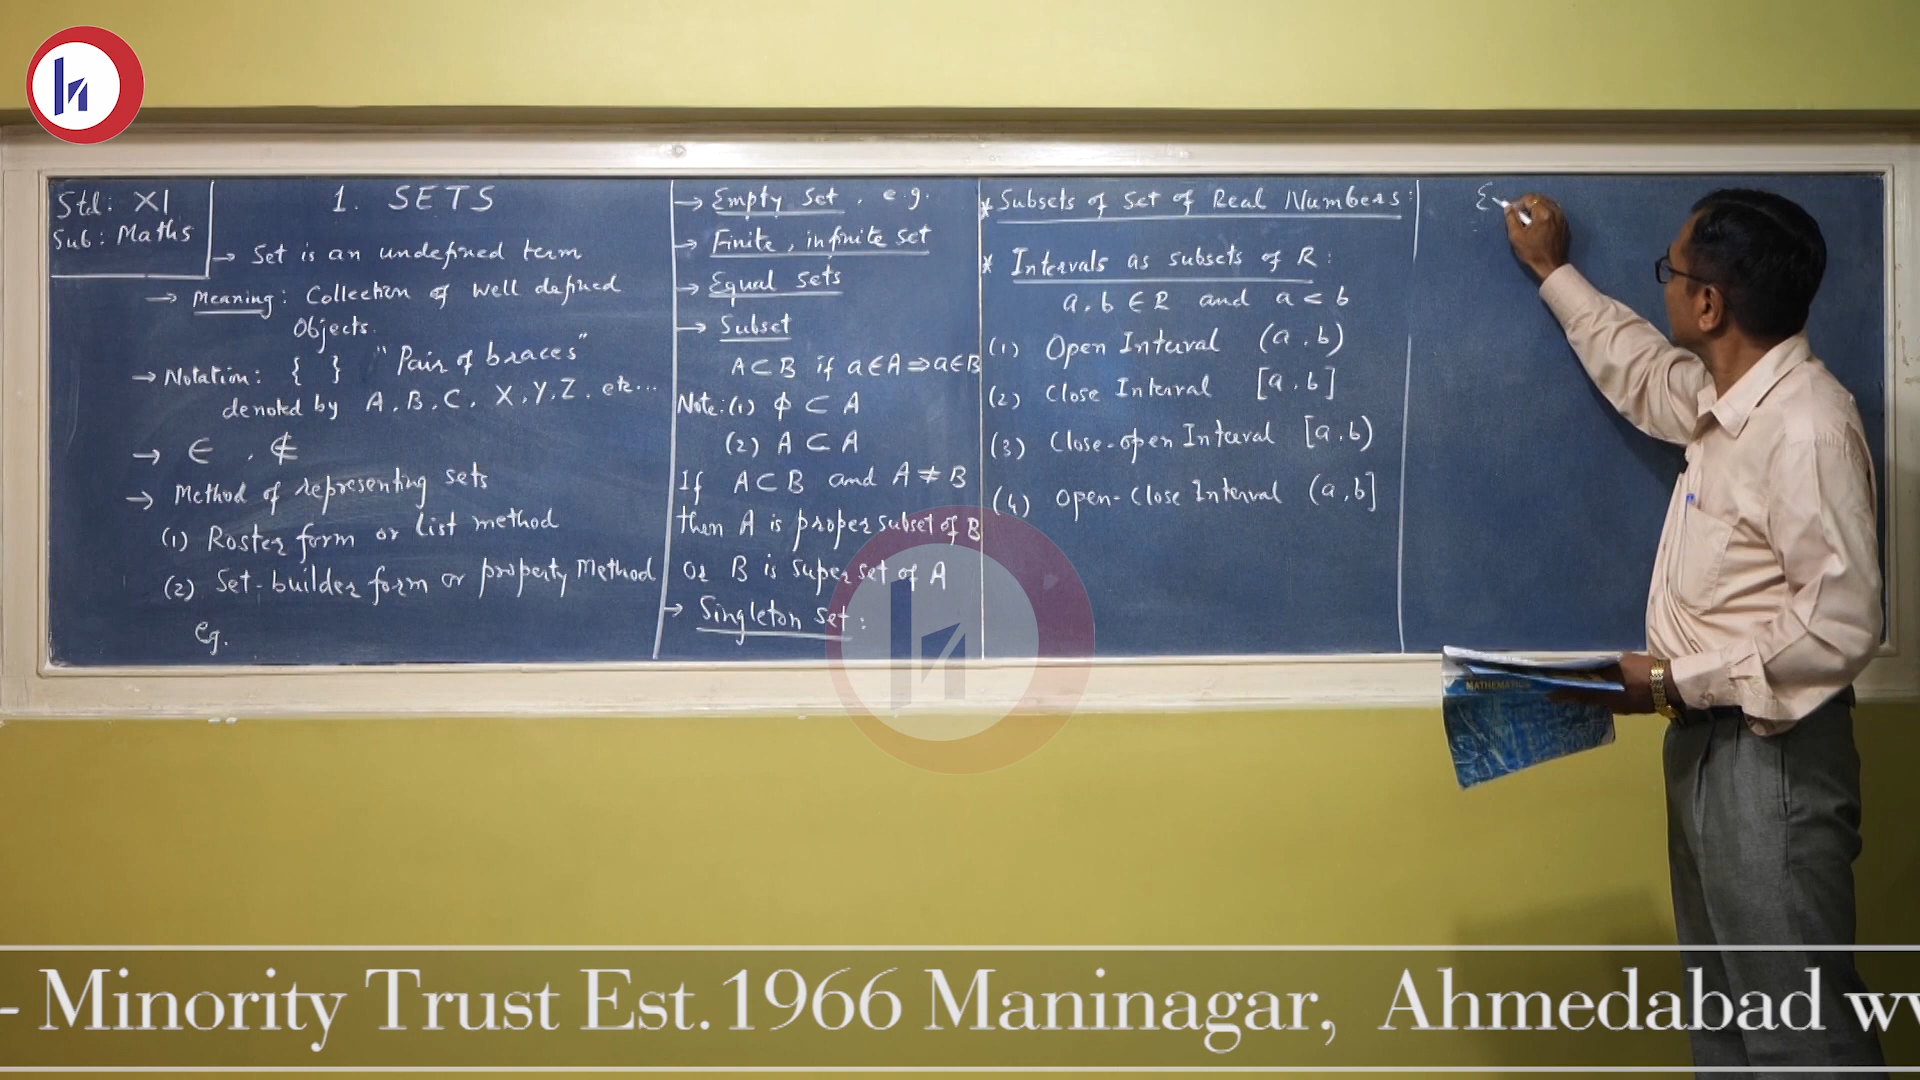 Std: XI
Sub: Maths
1. SETS
→ Set is an undefined term
→ Meaning: Collection of well defined
Objects.
→ Notation: { } "Pair of braces"
denoted by A, B, C, X, Y, Z, etc...
→ ∈ , ∉
→ Method of representing sets
(1) Roster form or List method
(2) Set-builder form or property Method
eg.
→ Empty set, e.g.
→ Finite, infinite set
→ Equal sets
→ Subset
A⊂B if a∈A ⇒ a∈B
Note: (1) ϕ ⊂ A
(2) A ⊂ A
If A⊂B and A≠B
then A is proper subset of B
or B is super set of A
→ Singleton set:
* Subsets of set of Real Numbers:
* Intervals as subsets of R:
a, b ∈ R and a < b
(1) Open Interval (a, b)
(2) Close Interval [a, b]
(3) Close-open Interval [a, b)
(4) Open-Close Interval (a, b]
MATHEMATICS
- Minority Trust Est.1966 Maninagar, Ahmedabad ww